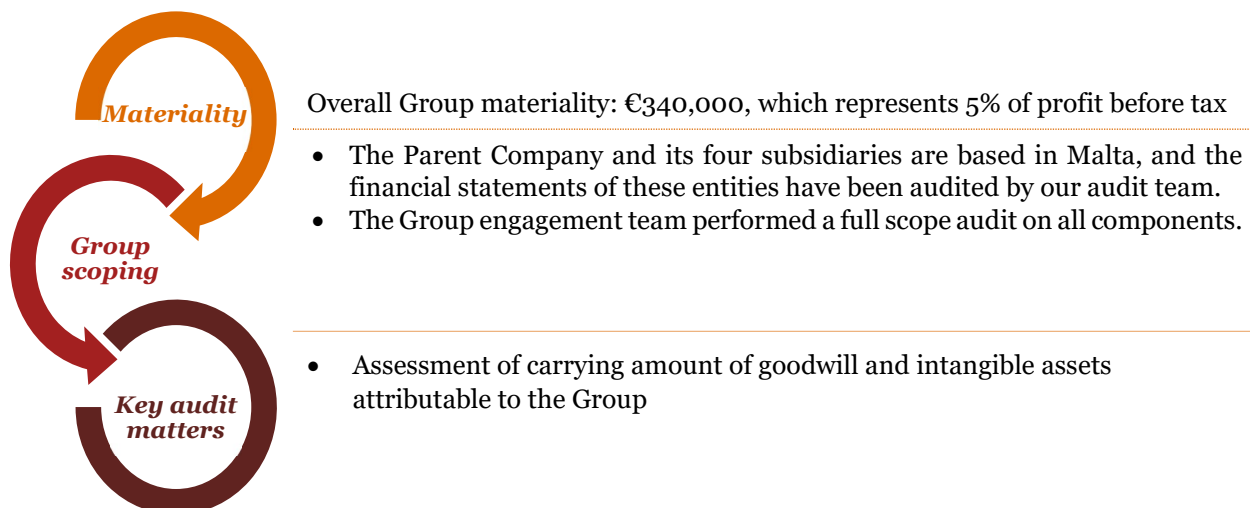 Materiality
Overall Group materiality: €340,000, which represents 5% of profit before tax
• The Parent Company and its four subsidiaries are based in Malta, and the
financial statements of these entities have been audited by our audit team.
• The Group engagement team performed a full scope audit on all components.
Group
scoping
• Assessment of carrying amount of goodwill and intangible assets
attributable to the Group
Key audit
matters